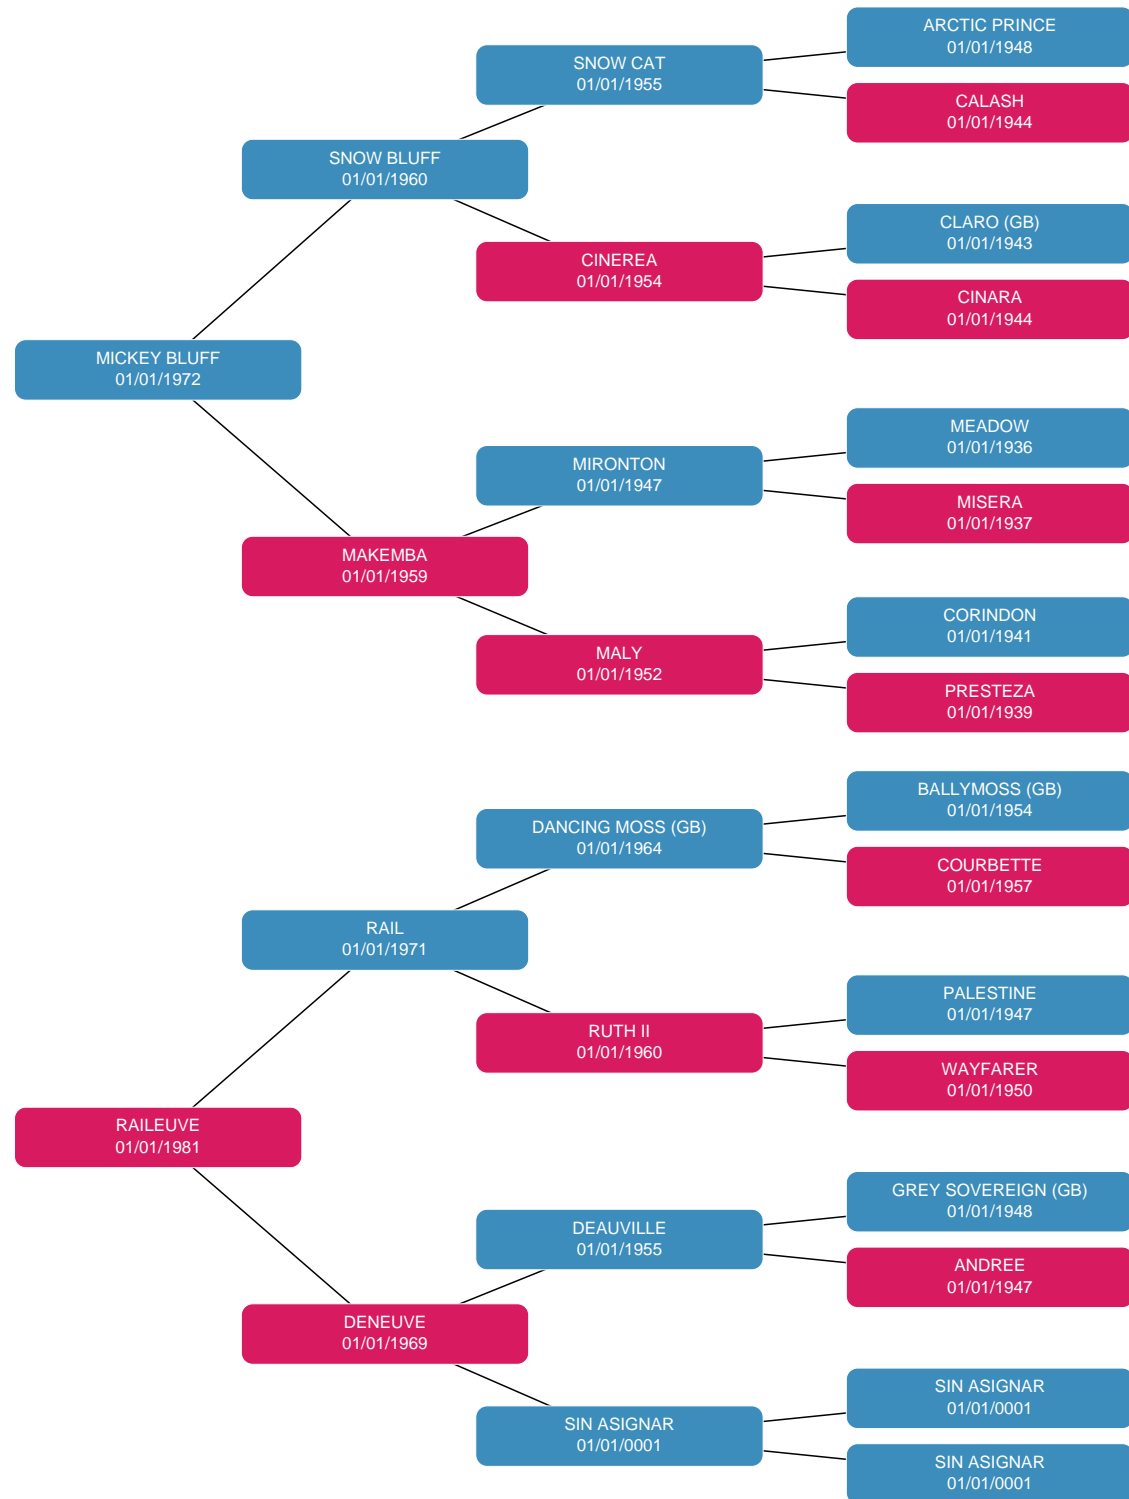 ARCTIC PRINCE
01/01/1948
SNOW CAT
01/01/1955
CALASH
01/01/1944
SNOW BLUFF
01/01/1960
CLARO (GB)
01/01/1943
CINEREA
01/01/1954
CINARA
01/01/1944
MICKEY BLUFF
01/01/1972
MEADOW
01/01/1936
MIRONTON
01/01/1947
MISERA
01/01/1937
MAKEMBA
01/01/1959
CORINDON
01/01/1941
MALY
01/01/1952
PRESTEZA
01/01/1939
BALLYMOSS (GB)
01/01/1954
DANCING MOSS (GB)
01/01/1964
COURBETTE
01/01/1957
RAIL
01/01/1971
PALESTINE
01/01/1947
RUTH II
01/01/1960
WAYFARER
01/01/1950
RAILEUVE
01/01/1981
GREY SOVEREIGN (GB)
01/01/1948
DEAUVILLE
01/01/1955
ANDREE
01/01/1947
DENEUVE
01/01/1969
SIN ASIGNAR
01/01/0001
SIN ASIGNAR
01/01/0001
SIN ASIGNAR
01/01/0001